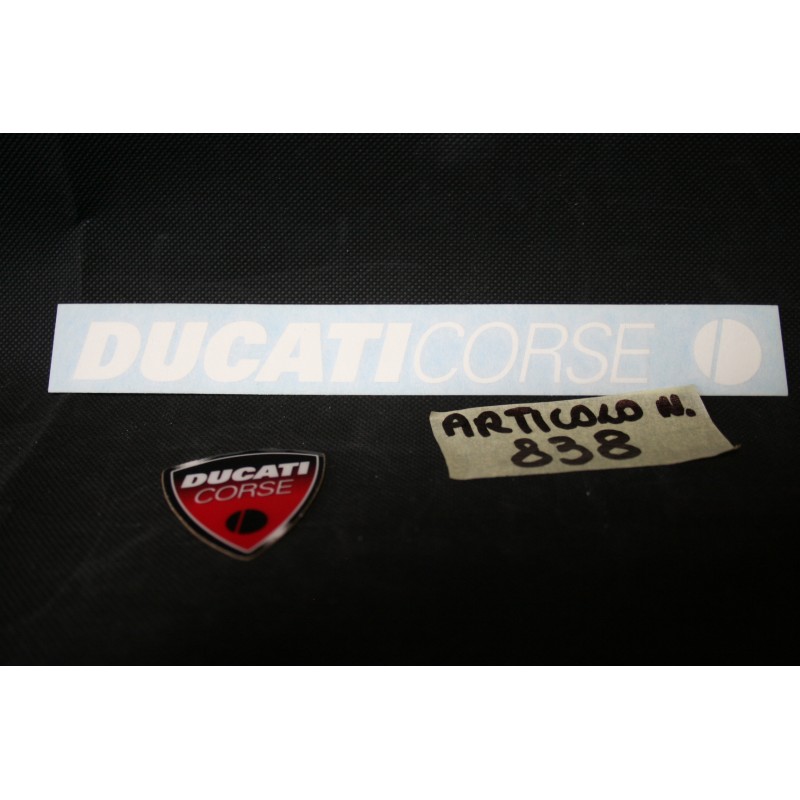 DUCATICORSE
ARTICOLO N.
838
DUCATI
CORSE